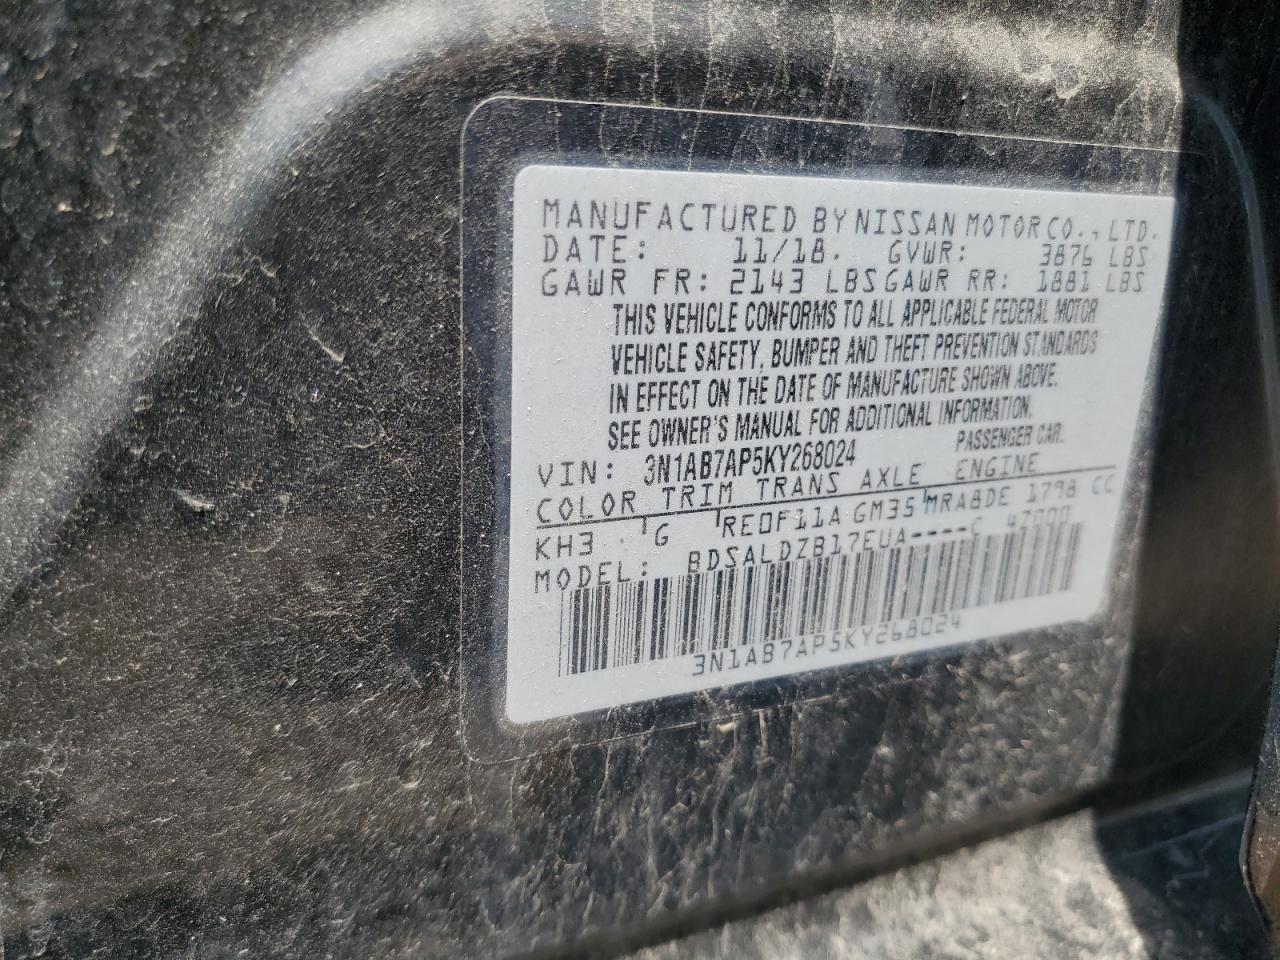 MANUFACTURED BY NISSAN MOTOR CO., LTD.
DATE: 11/18. GVWR: 3876 LBS
GAWR FR: 2143 LBS GAWR RR: 1881 LBS
THIS VEHICLE CONFORMS TO ALL APPLICABLE FEDERAL MOTOR
VEHICLE SAFETY, BUMPER AND THEFT PREVENTION STANDARDS
IN EFFECT ON THE DATE OF MANUFACTURE SHOWN ABOVE.
SEE OWNER'S MANUAL FOR ADDITIONAL INFORMATION.
VIN: 3N1AB7AP5KY268024 PASSENGER CAR.
COLOR TRIM TRANS AXLE ENGINE
KH3 G RE0F11A GM35 MRA8DE 1798 CC
MODEL: BDSALDZB17EUA----C 42000
3N1AB7AP5KY268024